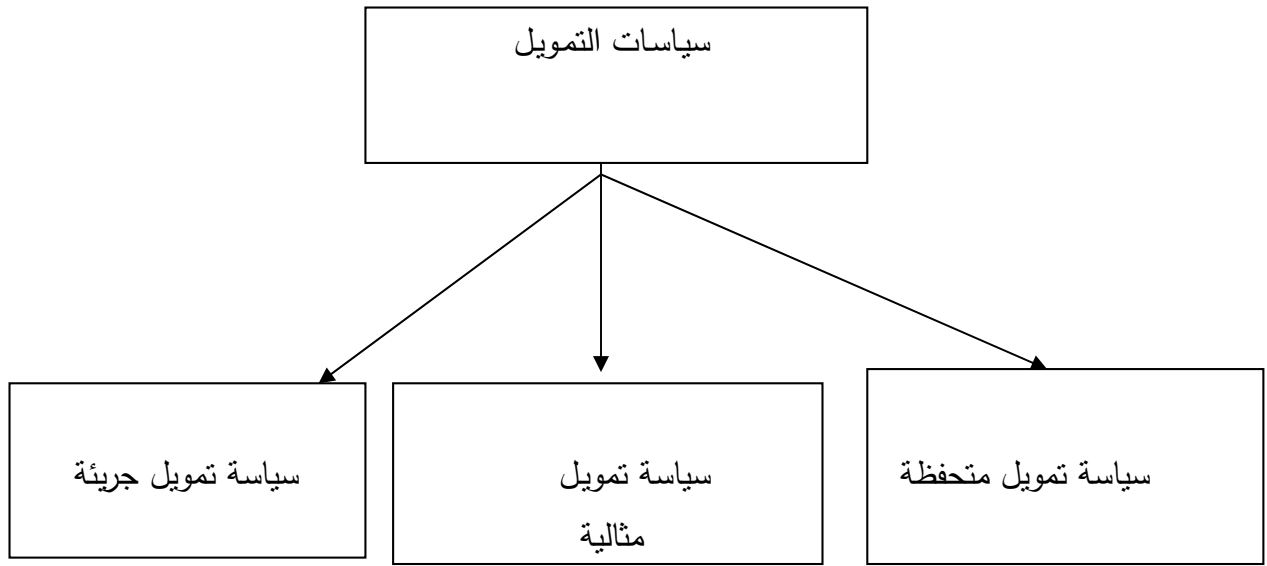 سياسات التمويل
سياسة تمويل متحفظة
سياسة تمويل
مثالية
سياسة تمويل جريئة